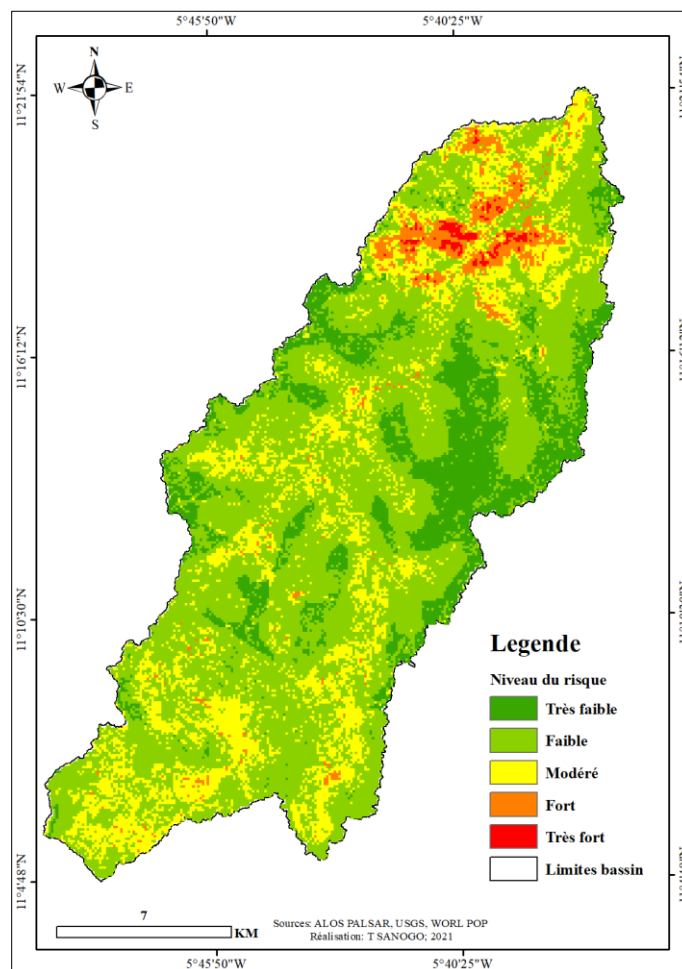 5°45'50"W 5°40'25"W
N
W E
S
11°21'54"N
11°16'12"N
11°10'30"N
11°4'48"N
Legende
Niveau du risque
Très faible
Faible
Modéré
Fort
Très fort
Limites bassin
7
KM
Sources: ALOS PALSAR, USGS, WORL POP
Réalisation: T SANOGO; 2021
5°45'50"W 5°40'25"W